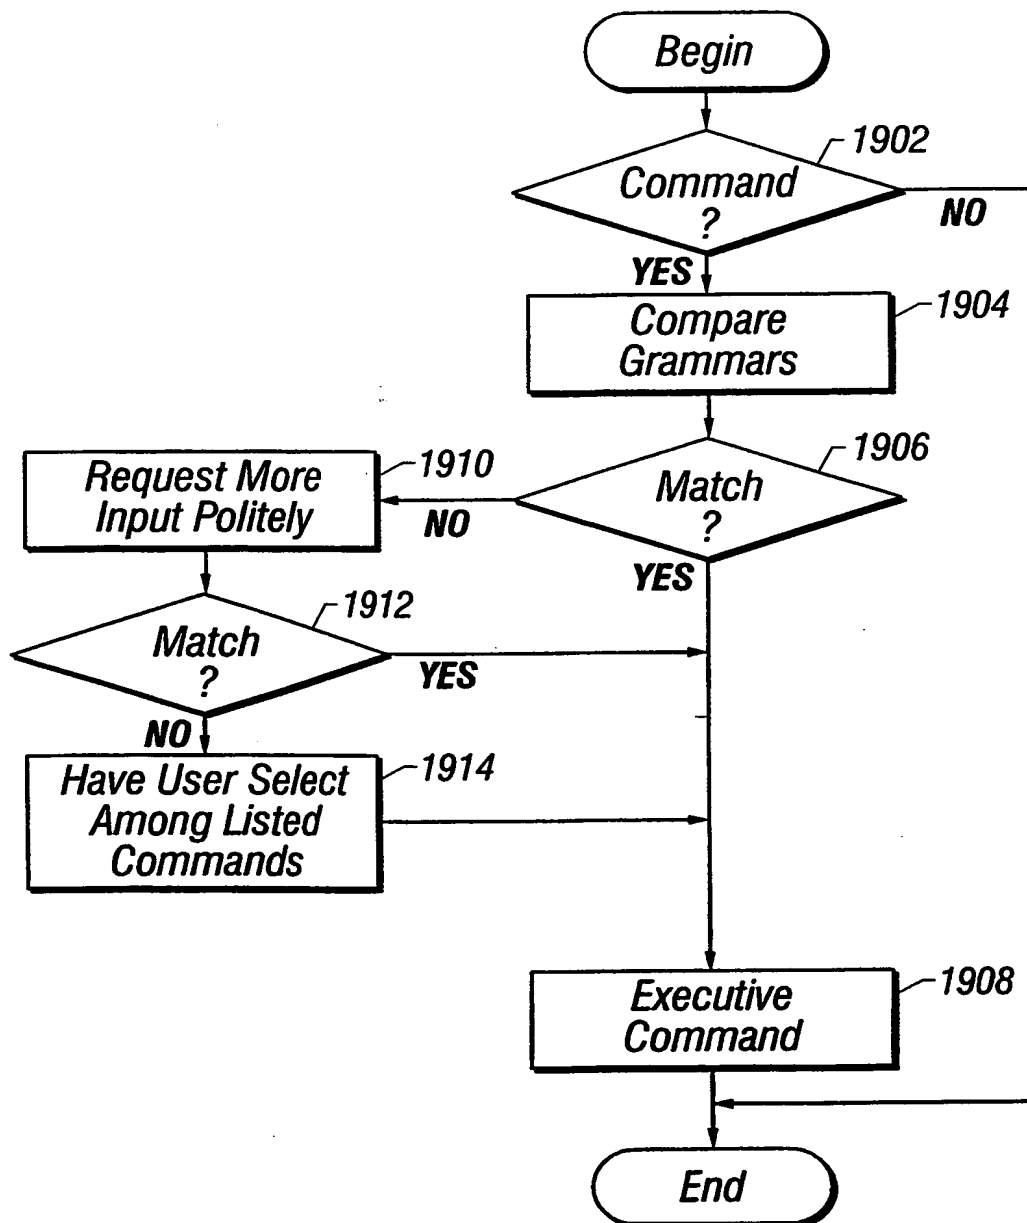 Begin
1902
Command
?
NO
YES
1904
Compare
Grammars
1906
Match
?
NO
YES
1910
Request More
Input Politely
1912
Match
?
YES
NO
1914
Have User Select
Among Listed
Commands
1908
Executive
Command
End